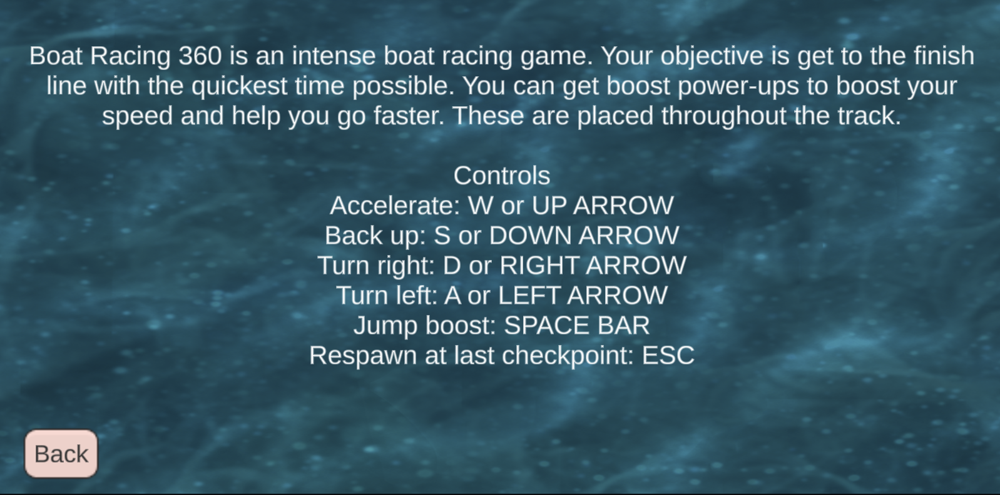 Boat Racing 360 is an intense boat racing game. Your objective is get to the finish
line with the quickest time possible. You can get boost power-ups to boost your
speed and help you go faster. These are placed throughout the track.
Controls
Accelerate: W or UP ARROW
Back up: S or DOWN ARROW
Turn right: D or RIGHT ARROW
Turn left: A or LEFT ARROW
Jump boost: SPACE BAR
Respawn at last checkpoint: ESC
Back